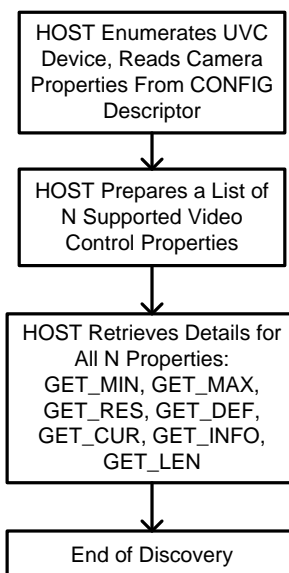 HOST Enumerates UVC
Device, Reads Camera
Properties From CONFIG
Descriptor
HOST Prepares a List of
N Supported Video
Control Properties
HOST Retrieves Details for
All N Properties:
GET_MIN, GET_MAX,
GET_RES, GET_DEF,
GET_CUR, GET_INFO,
GET_LEN
End of Discovery